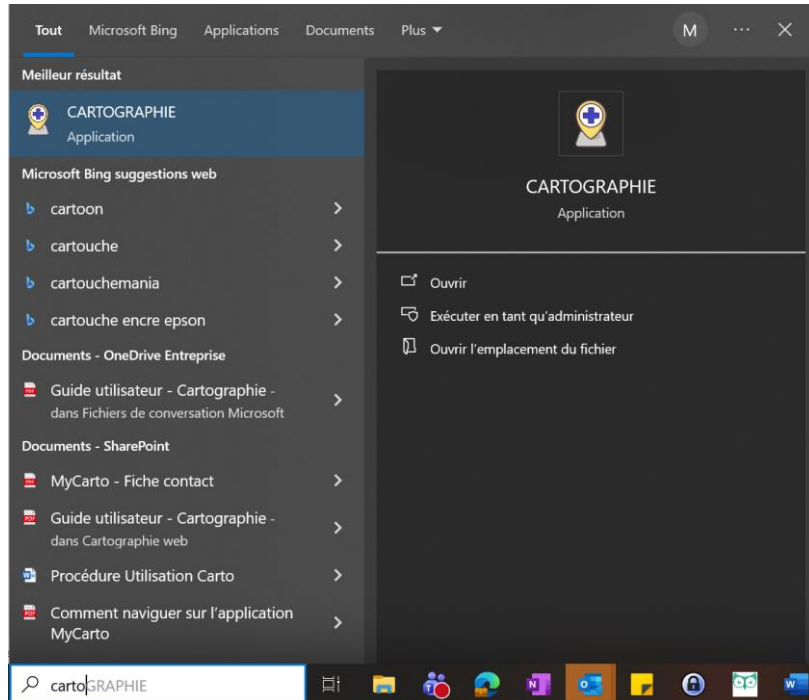 Tout Microsoft Bing Applications Documents Plus M ... ×
Meilleur résultat
CARTOGRAPHIE
Application
Microsoft Bing suggestions web
cartoon
cartouche
cartouchemania
cartouche encre epson
Documents - OneDrive Entreprise
Guide utilisateur - Cartographie -
dans Fichiers de conversation Microsoft
Documents - SharePoint
MyCarto - Fiche contact
Guide utilisateur - Cartographie -
dans Cartographie web
Procédure Utilisation Carto
Comment naviguer sur l'application
MyCarto
CARTOGRAPHIE
Application
Ouvrir
Exécuter en tant qu'administrateur
Ouvrir l'emplacement du fichier
cartoGRAPHIE